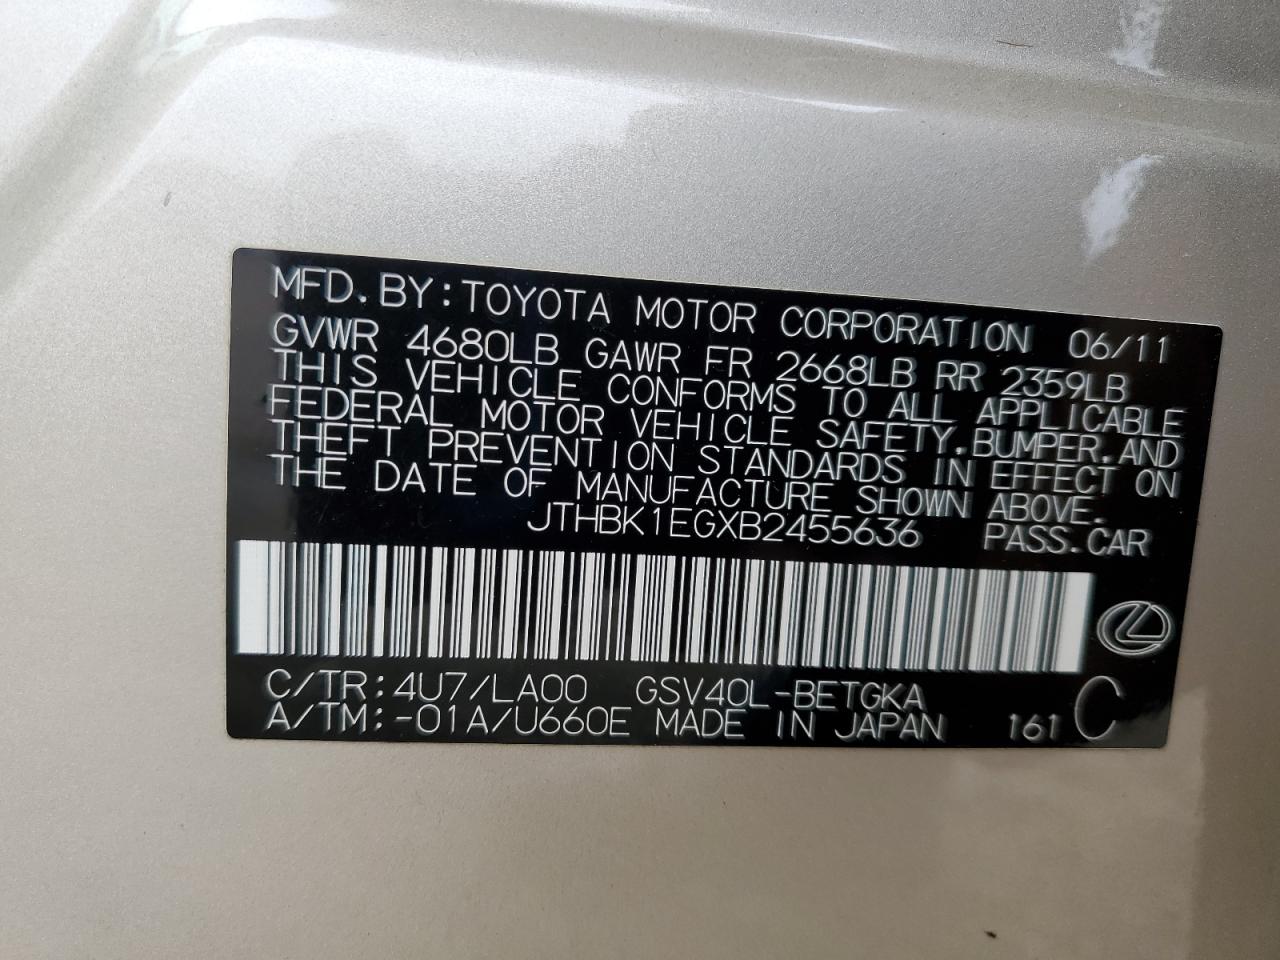 MFD. BY: TOYOTA MOTOR CORPORATION 06/11
GVWR 4680LB GAWR FR 2668LB RR 2359LB
THIS VEHICLE CONFORMS TO ALL APPLICABLE
FEDERAL MOTOR VEHICLE SAFETY, BUMPER, AND
THEFT PREVENTION STANDARDS IN EFFECT ON
THE DATE OF MANUFACTURE SHOWN ABOVE.
JTHBK1EGXB2455636 PASS. CAR
C/TR: 4U7/LA00 GSV40L-BETGKA
A/TM: -01A/U660E MADE IN JAPAN 161 C